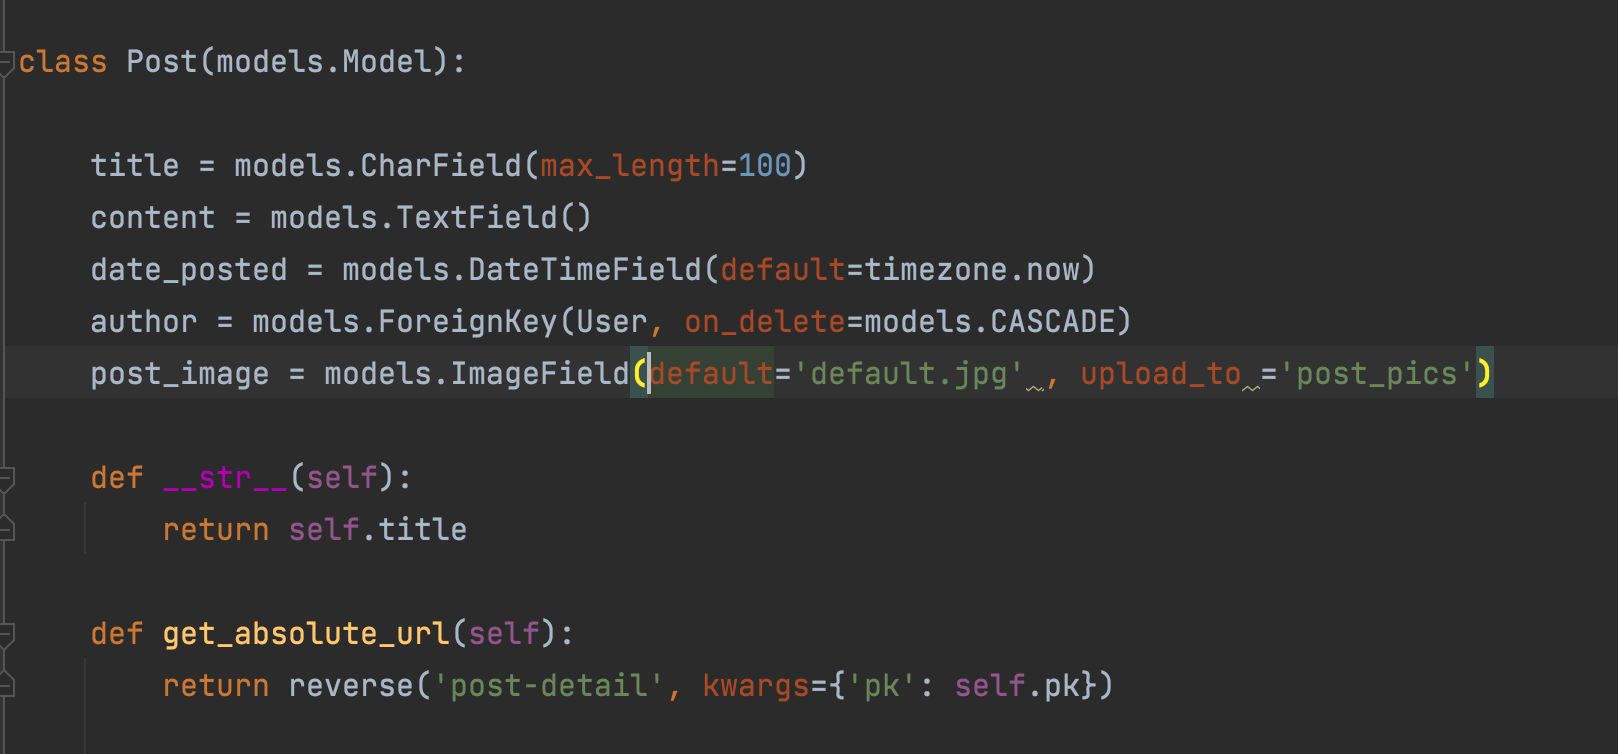 class Post(models.Model):
title = models.CharField(max_length=100)
content = models.TextField()
date_posted = models.DateTimeField(default=timezone.now)
author = models.ForeignKey(User, on_delete=models.CASCADE)
post_image = models.ImageField(default='default.jpg' , upload_to ='post_pics')
def __str__(self):
return self.title
def get_absolute_url(self):
return reverse('post-detail', kwargs={'pk': self.pk})